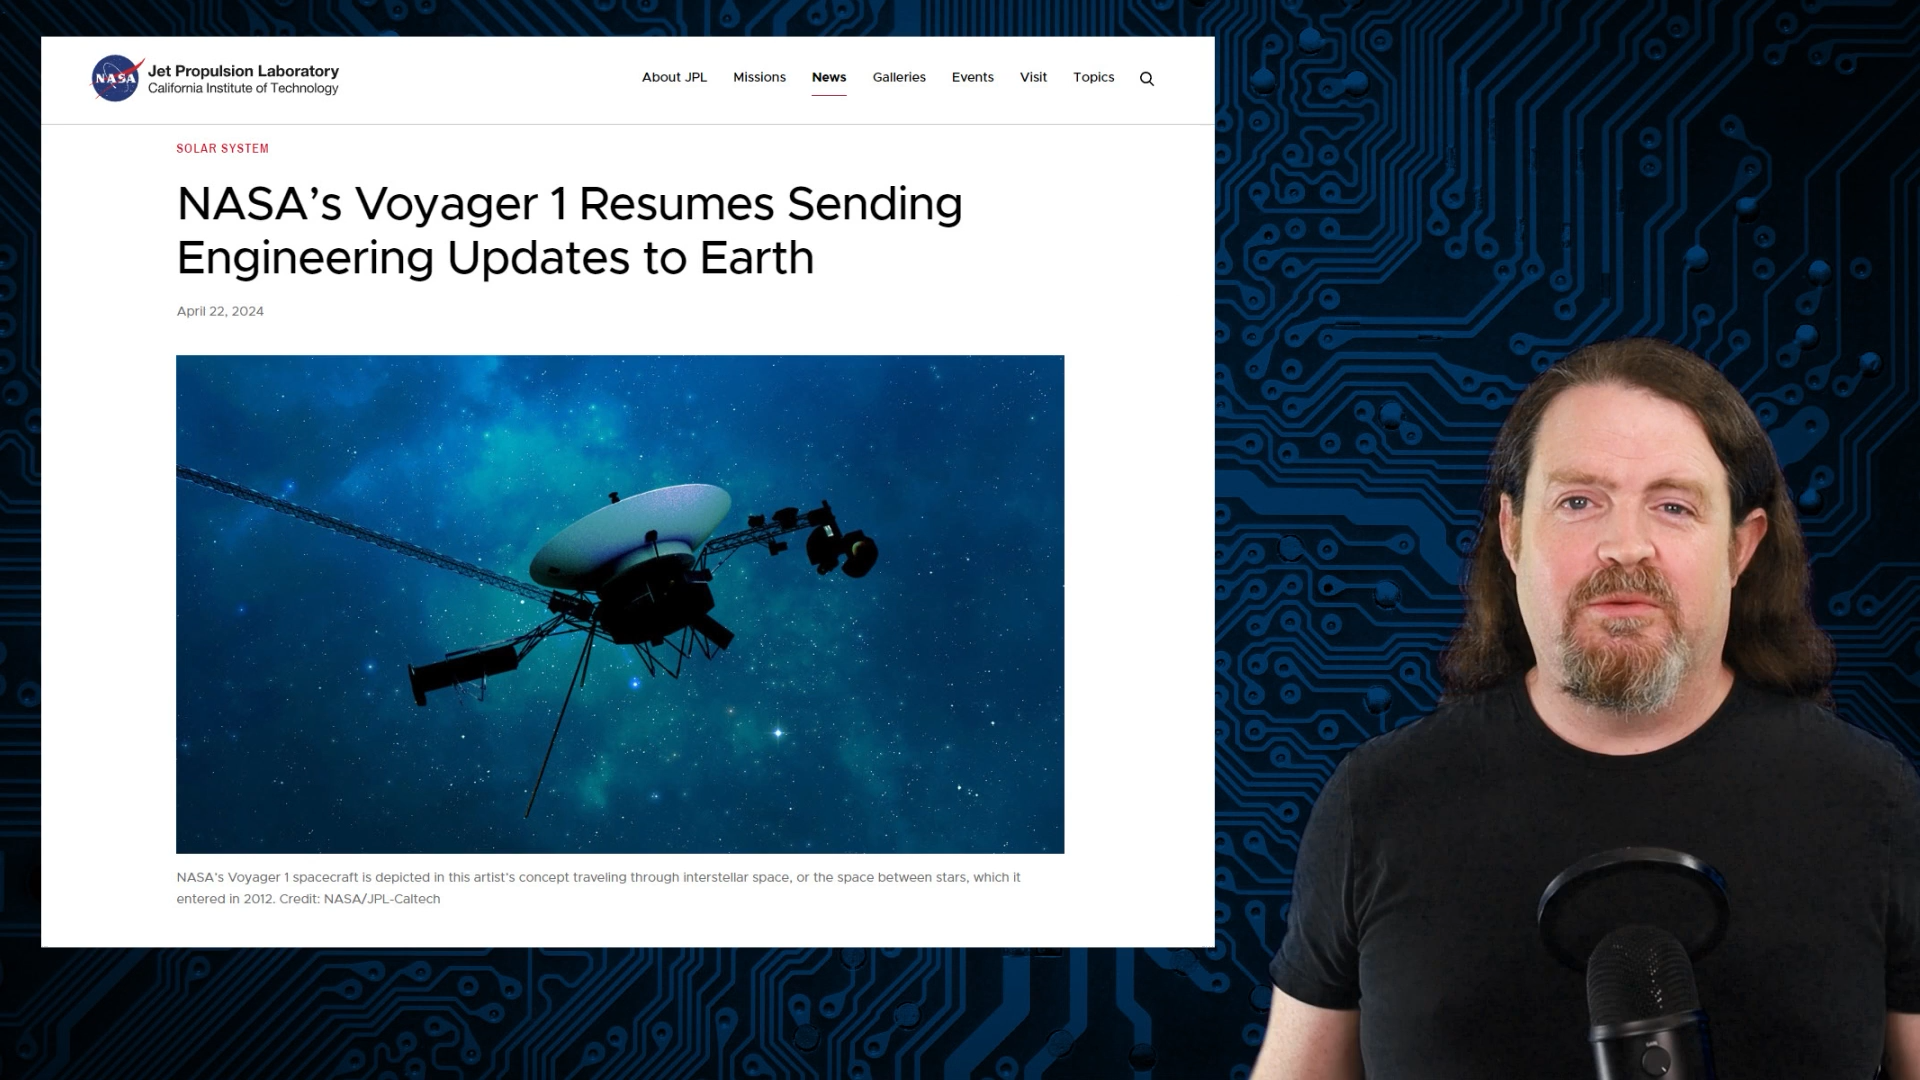 NASA
Jet Propulsion Laboratory
California Institute of Technology
About JPL Missions News Galleries Events Visit Topics
SOLAR SYSTEM
NASA’s Voyager 1 Resumes Sending
Engineering Updates to Earth
April 22, 2024
NASA's Voyager 1 spacecraft is depicted in this artist's concept traveling through interstellar space, or the space between stars, which it
entered in 2012. Credit: NASA/JPL-Caltech